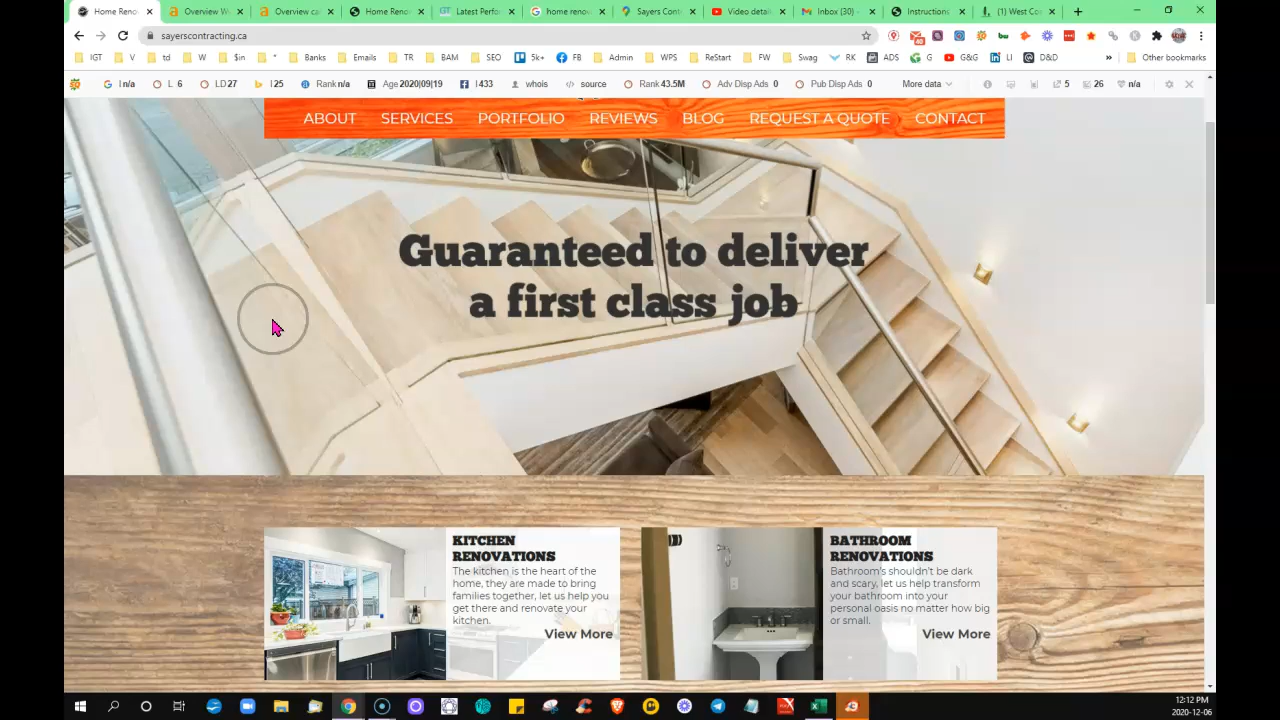 Home Reno
Overview W
Overview ca
Home Reno
Latest Perfo
home renov
Sayers Cont
Video detai
Inbox (30) -
Instructions
(1) West Co
sayerscontracting.ca
IGT
V
td
W
$in
*
Banks
Emails
TR
BAM
SEO
5k+
FB
Admin
WPS
ReStart
FW
Swag
RK
ADS
G
G&G
LI
D&D
»
Other bookmarks
I n/a
L 6
LD 27
I 25
Rank n/a
Age 2020|09|19
I 433
whois
source
Rank 43.5M
Adv Disp Ads 0
Pub Disp Ads 0
More data
5
26
n/a
ABOUT
SERVICES
PORTFOLIO
REVIEWS
BLOG
REQUEST A QUOTE
CONTACT
Guaranteed to deliver
a first class job
KITCHEN
RENOVATIONS
The kitchen is the heart of the
home, they are made to bring
families together, let us help you
get there and renovate your
kitchen.
View More
BATHROOM
RENOVATIONS
Bathroom's shouldn't be dark
and scary, let us help transform
your bathroom into your
personal oasis no matter how big
or small.
View More
12:12 PM
2020-12-06